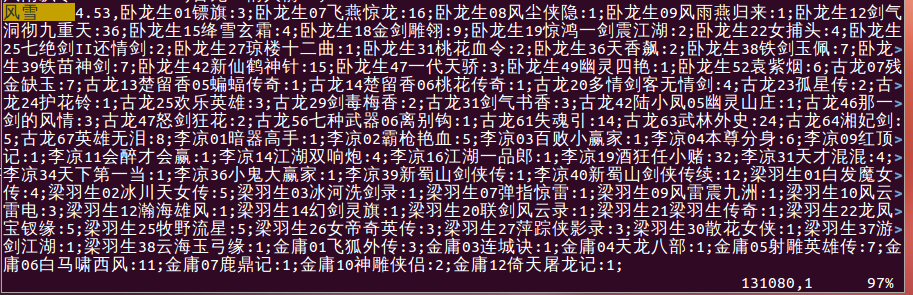 风雪    4.53,卧龙生01镖旗:3;卧龙生07飞燕惊龙:16;卧龙生08风尘侠隐:1;卧龙生09风雨燕归来:1;卧龙生12剑气
洞彻九重天:36;卧龙生15绛雪玄霜:4;卧龙生18金剑雕翎:9;卧龙生19惊鸿一剑震江湖:2;卧龙生22女捕头:4;卧龙生
25七绝剑II还情剑:2;卧龙生27琼楼十二曲:1;卧龙生31桃花血令:2;卧龙生36天香飙:2;卧龙生38铁剑玉佩:7;卧龙>
生39铁苗神剑:7;卧龙生42新仙鹤神针:15;卧龙生47一代天骄:3;卧龙生49幽灵四艳:1;卧龙生52袁紫烟:6;古龙07残
金缺玉:7;古龙13楚留香05蝙蝠传奇:1;古龙14楚留香06桃花传奇:1;古龙20多情剑客无情剑:4;古龙23孤星传:2;古>
龙24护花铃:1;古龙25欢乐英雄:3;古龙29剑毒梅香:2;古龙31剑气书香:3;古龙42陆小凤05幽灵山庄:1;古龙46那一>
剑的风情:3;古龙47怒剑狂花:2;古龙56七种武器06离别钩:1;古龙61失魂引:14;古龙63武林外史:24;古龙64湘妃剑:
5;古龙67英雄无泪:8;李凉01暗器高手:1;李凉02霸枪艳血:5;李凉03百败小赢家:1;李凉04本尊分身:6;李凉09红顶>
记:1;李凉11会醉才会赢:1;李凉14江湖双响炮:4;李凉16江湖一品郎:1;李凉19酒狂任小赌:32;李凉31天才混混:4;
李凉34天下第一当:1;李凉36小鬼大赢家:1;李凉39新蜀山剑侠传:1;李凉40新蜀山剑侠传续:12;梁羽生01白发魔女>
传:4;梁羽生02冰川天女传:5;梁羽生03冰河洗剑录:1;梁羽生07弹指惊雷:1;梁羽生09风雷震九洲:1;梁羽生10风云>
雷电:3;梁羽生12瀚海雄风:1;梁羽生14幻剑灵旗:1;梁羽生20联剑风云录:1;梁羽生21梁羽生传奇:1;梁羽生22龙凤>
宝钗缘:5;梁羽生25牧野流星:5;梁羽生26女帝奇英传:3;梁羽生27萍踪侠影录:3;梁羽生30散花女侠:1;梁羽生37游>
剑江湖:1;梁羽生38云海玉弓缘:1;金庸01飞狐外传:3;金庸03连城诀:1;金庸04天龙八部:1;金庸05射雕英雄传:7;金
庸06白马啸西风:11;金庸07鹿鼎记:1;金庸10神雕侠侣:2;金庸12倚天屠龙记:1;
131080,1      97%